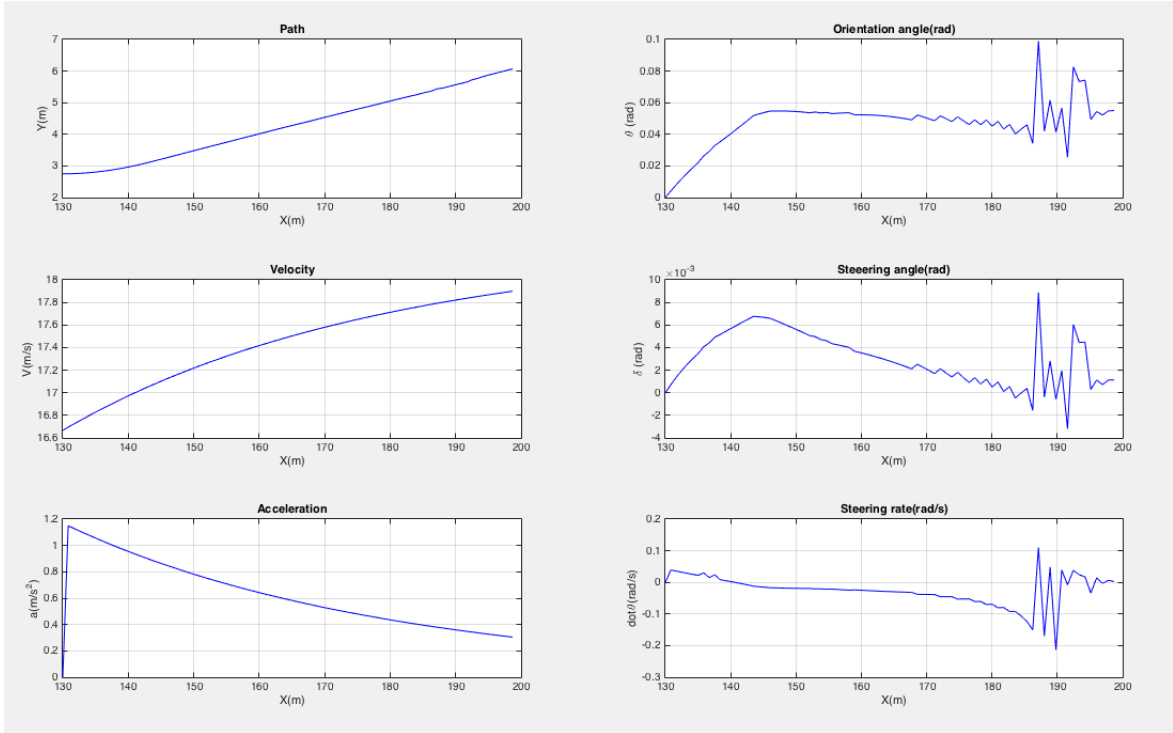 Path
7
6
5
4
3
2
Y(m)
130 140 150 160 170 180 190 200
X(m)
Orientation angle(rad)
0.1
0.08
0.06
0.04
0.02
0
θ (rad)
130 140 150 160 170 180 190 200
X(m)
Velocity
18
17.8
17.6
17.4
17.2
17
16.8
16.6
V(m/s)
130 140 150 160 170 180 190 200
X(m)
Steeering angle(rad)
×10⁻³
10
8
6
4
2
0
-2
-4
δ (rad)
130 140 150 160 170 180 190 200
X(m)
Acceleration
1.2
1
0.8
0.6
0.4
0.2
0
a(m/s²)
130 140 150 160 170 180 190 200
X(m)
Steering rate(rad/s)
0.2
0.1
0
-0.1
-0.2
-0.3
dotθ(rad/s)
130 140 150 160 170 180 190 200
X(m)